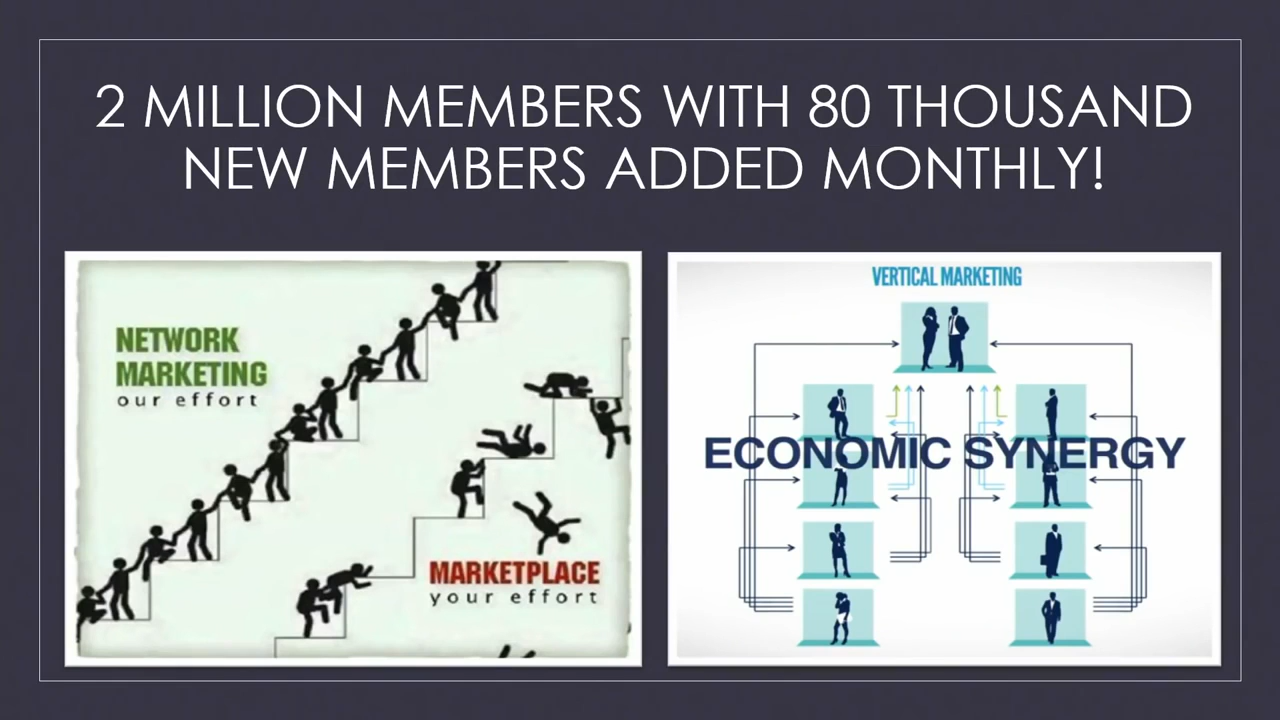 2 MILLION MEMBERS WITH 80 THOUSAND
NEW MEMBERS ADDED MONTHLY!
NETWORK
MARKETING
our effort
MARKETPLACE
your effort
VERTICAL MARKETING
ECONOMIC SYNERGY